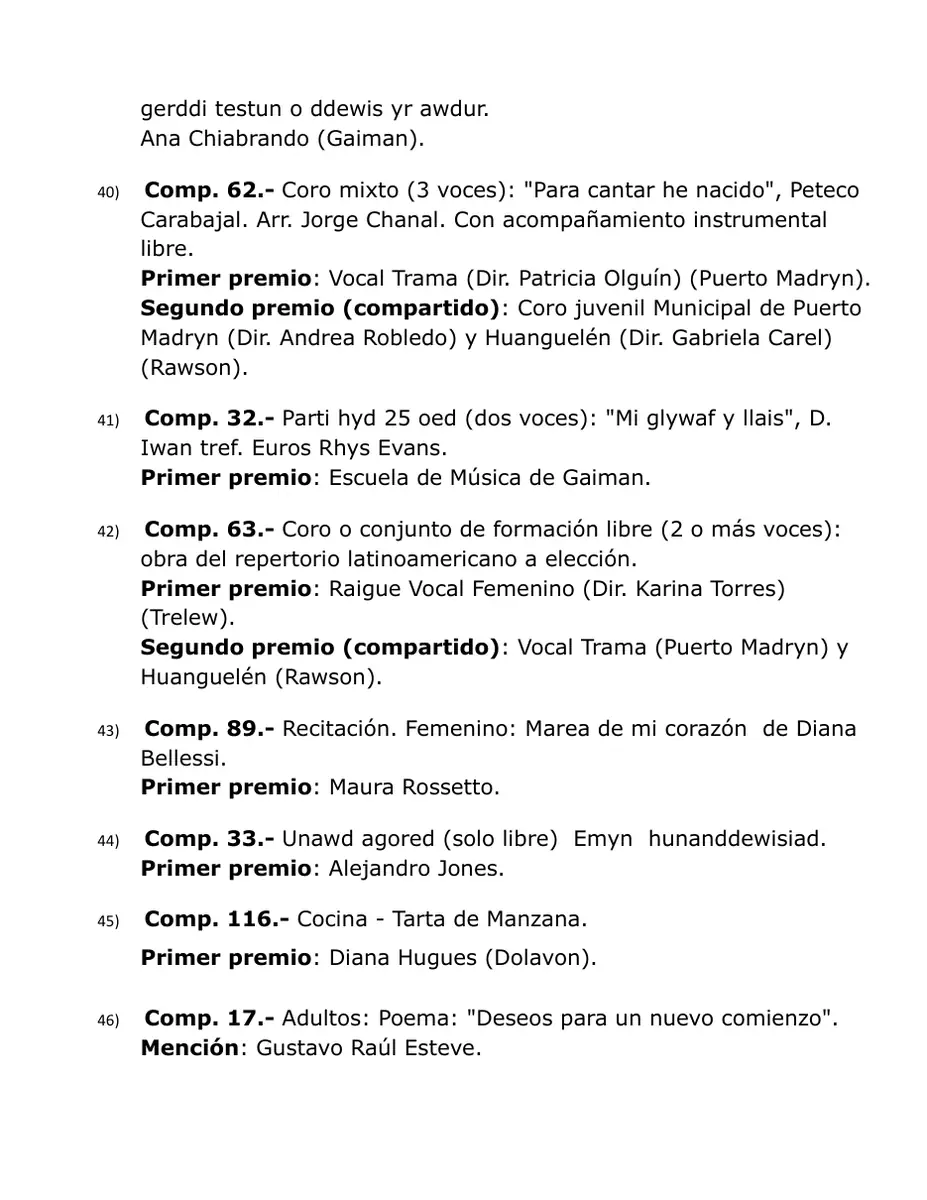 gerddi testun o ddewis yr awdur.
Ana Chiabrando (Gaiman).
40) Comp. 62.- Coro mixto (3 voces): "Para cantar he nacido", Peteco
Carabajal. Arr. Jorge Chanal. Con acompañamiento instrumental
libre.
Primer premio: Vocal Trama (Dir. Patricia Olguín) (Puerto Madryn).
Segundo premio (compartido): Coro juvenil Municipal de Puerto
Madryn (Dir. Andrea Robledo) y Huanguelén (Dir. Gabriela Carel)
(Rawson).
41) Comp. 32.- Parti hyd 25 oed (dos voces): "Mi glywaf y llais", D.
Iwan tref. Euros Rhys Evans.
Primer premio: Escuela de Música de Gaiman.
42) Comp. 63.- Coro o conjunto de formación libre (2 o más voces):
obra del repertorio latinoamericano a elección.
Primer premio: Raigue Vocal Femenino (Dir. Karina Torres)
(Trelew).
Segundo premio (compartido): Vocal Trama (Puerto Madryn) y
Huanguelén (Rawson).
43) Comp. 89.- Recitación. Femenino: Marea de mi corazón  de Diana
Bellessi.
Primer premio: Maura Rossetto.
44) Comp. 33.- Unawd agored (solo libre)  Emyn  hunanddewisiad.
Primer premio: Alejandro Jones.
45) Comp. 116.- Cocina - Tarta de Manzana.
Primer premio: Diana Hugues (Dolavon).
46) Comp. 17.- Adultos: Poema: "Deseos para un nuevo comienzo".
Mención: Gustavo Raúl Esteve.